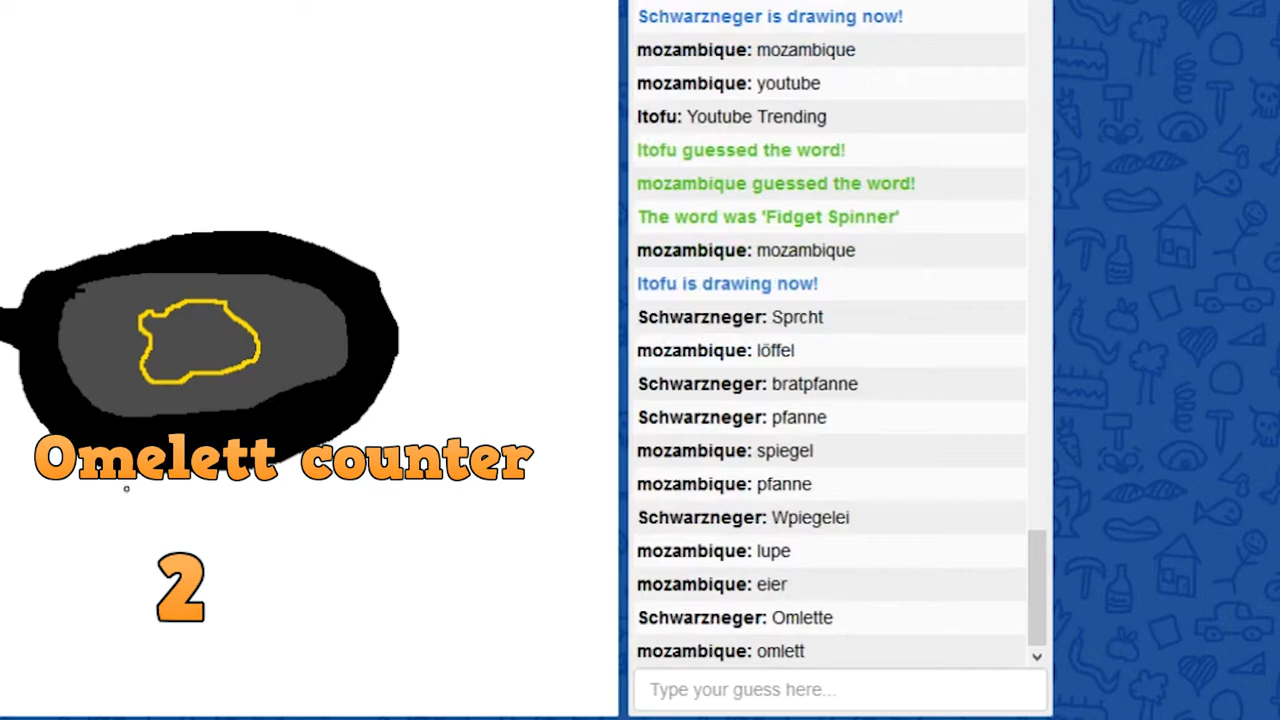 Schwarzneger is drawing now!
mozambique: mozambique
mozambique: youtube
Itofu: Youtube Trending
Itofu guessed the word!
mozambique guessed the word!
The word was 'Fidget Spinner'
mozambique: mozambique
Itofu is drawing now!
Schwarzneger: Sprcht
mozambique: löffel
Schwarzneger: bratpfanne
Schwarzneger: pfanne
mozambique: spiegel
mozambique: pfanne
Schwarzneger: Wpiegelei
mozambique: lupe
mozambique: eier
Schwarzneger: Omlette
mozambique: omlett
Type your guess here...
Omelett counter
2